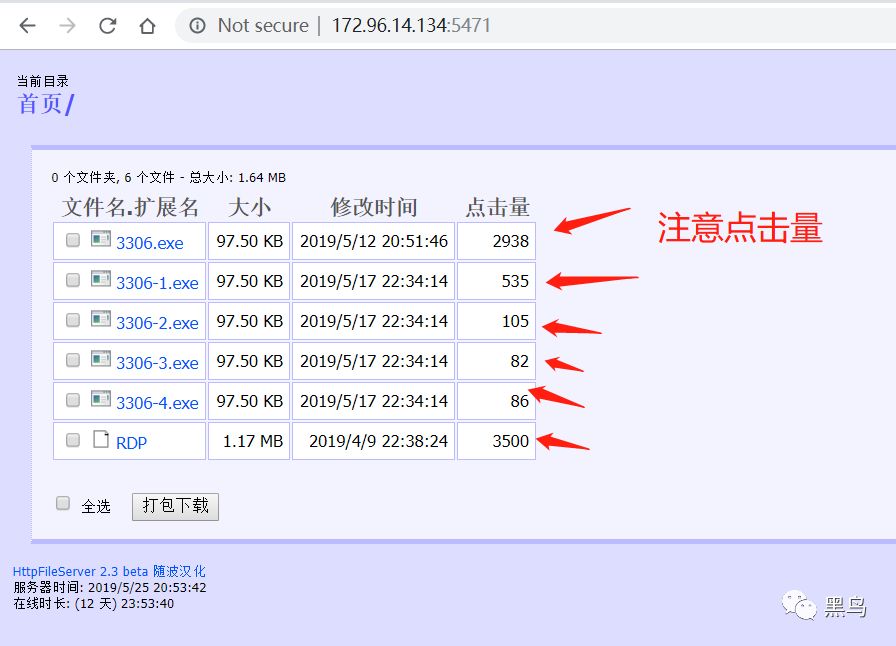 Not secure | 172.96.14.134:5471
当前目录
首页/
0 个文件夹, 6 个文件 - 总大小: 1.64 MB
文件名.扩展名 大小 修改时间 点击量
3306.exe 97.50 KB 2019/5/12 20:51:46 2938
注意点击量
3306-1.exe 97.50 KB 2019/5/17 22:34:14 535
3306-2.exe 97.50 KB 2019/5/17 22:34:14 105
3306-3.exe 97.50 KB 2019/5/17 22:34:14 82
3306-4.exe 97.50 KB 2019/5/17 22:34:14 86
RDP 1.17 MB 2019/4/9 22:38:24 3500
全选 打包下载
HttpFileServer 2.3 beta 随波汉化
服务器时间: 2019/5/25 20:53:42
在线时长: (12 天) 23:53:40
黑鸟